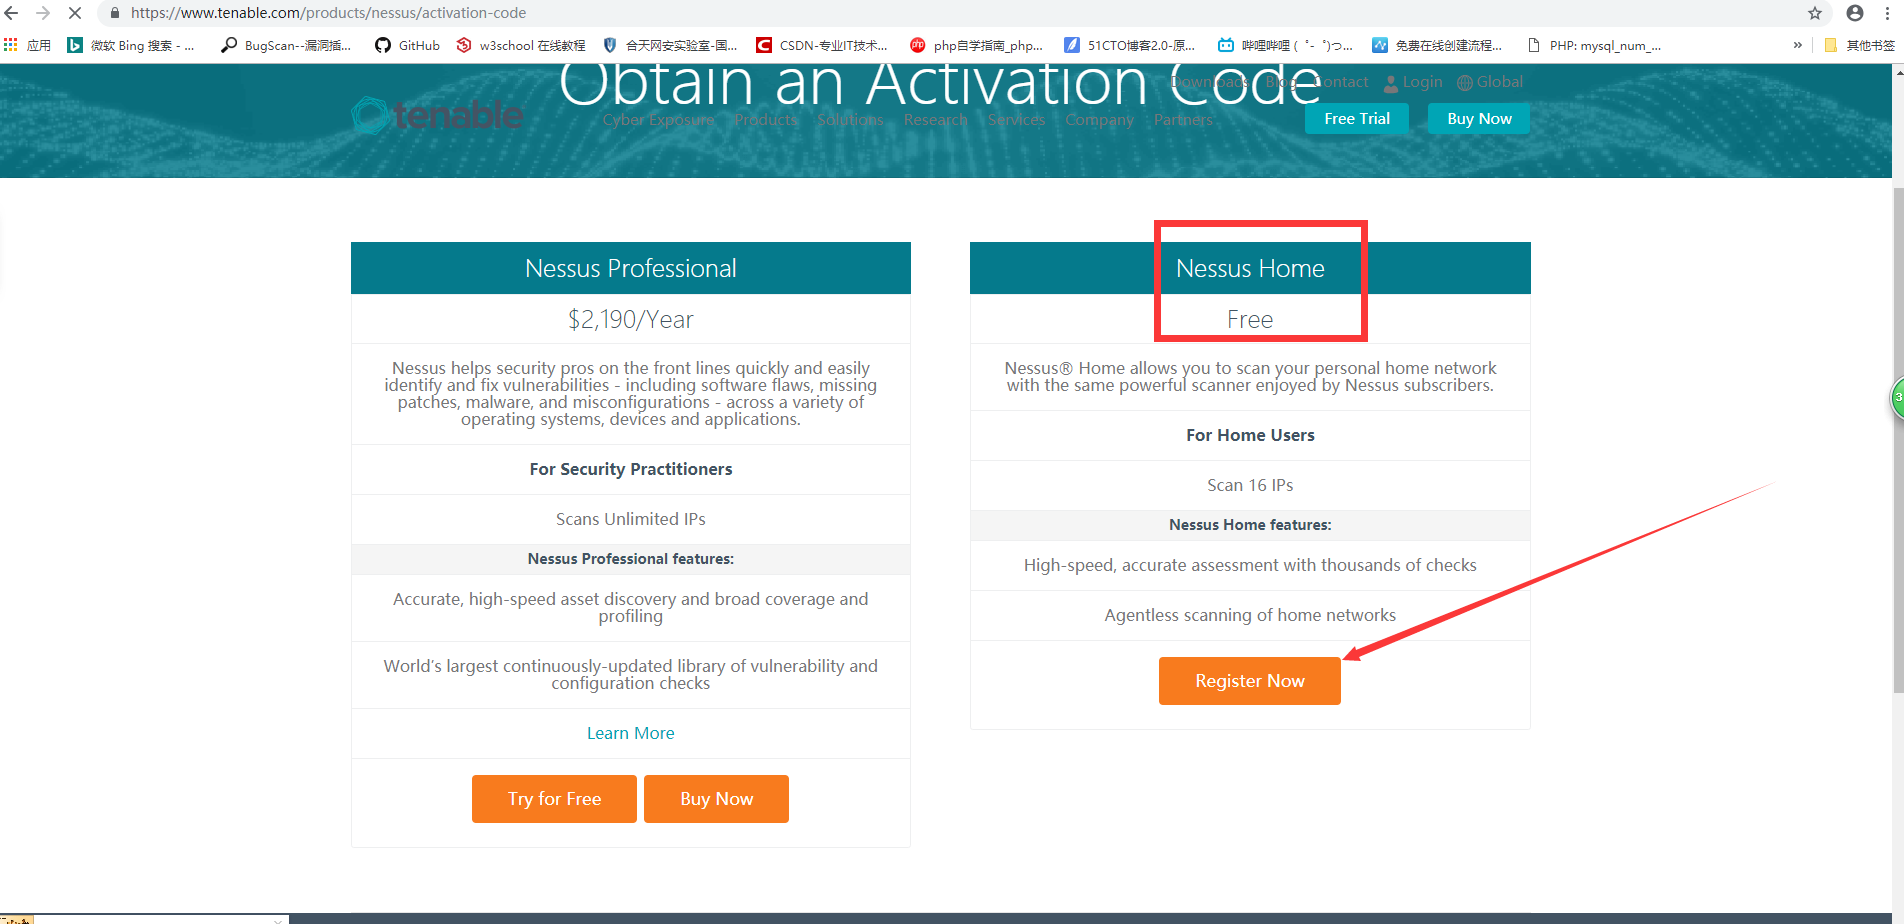 https://www.tenable.com/products/nessus/activation-code
应用
微软 Bing 搜索 - ...
BugScan--漏洞插...
GitHub
w3school 在线教程
合天网安实验室-国...
CSDN-专业IT技术...
php自学指南_php...
51CTO博客2.0-原...
哔哩哔哩 ( ゜- ゜)つ...
免费在线创建流程...
PHP: mysql_num_...
»
其他书签
Obtain an Activation Code
Downloads
Blog
Contact
Login
Global
tenable
Cyber Exposure
Products
Solutions
Research
Services
Company
Partners
Free Trial
Buy Now
Nessus Professional
$2,190/Year
Nessus helps security pros on the front lines quickly and easily
identify and fix vulnerabilities - including software flaws, missing
patches, malware, and misconfigurations - across a variety of
operating systems, devices and applications.
For Security Practitioners
Scans Unlimited IPs
Nessus Professional features:
Accurate, high-speed asset discovery and broad coverage and
profiling
World's largest continuously-updated library of vulnerability and
configuration checks
Learn More
Try for Free
Buy Now
Nessus Home
Free
Nessus® Home allows you to scan your personal home network
with the same powerful scanner enjoyed by Nessus subscribers.
For Home Users
Scan 16 IPs
Nessus Home features:
High-speed, accurate assessment with thousands of checks
Agentless scanning of home networks
Register Now
3